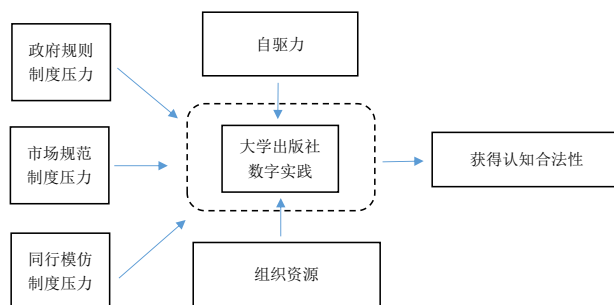 政府规则
制度压力
自驱力
市场规范
制度压力
大学出版社
数字实践
获得认知合法性
同行模仿
制度压力
组织资源